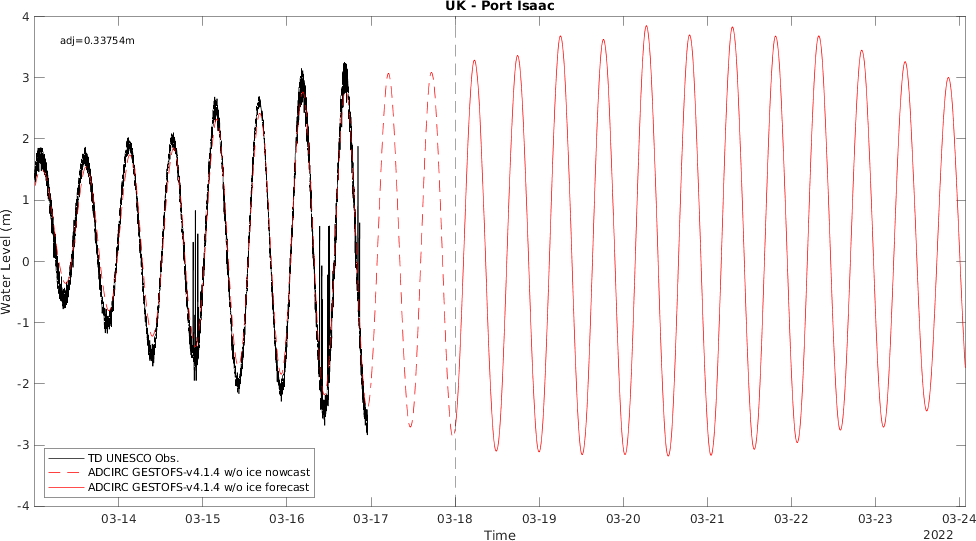 UK - Port Isaac
adj=0.33754m
4
3
2
1
0
-1
-2
-3
-4
Water Level (m)
TD UNESCO Obs.
ADCIRC GESTOFS-v4.1.4 w/o ice nowcast
ADCIRC GESTOFS-v4.1.4 w/o ice forecast
03-14 03-15 03-16 03-17 03-18 03-19 03-20 03-21 03-22 03-23 03-24
Time
2022